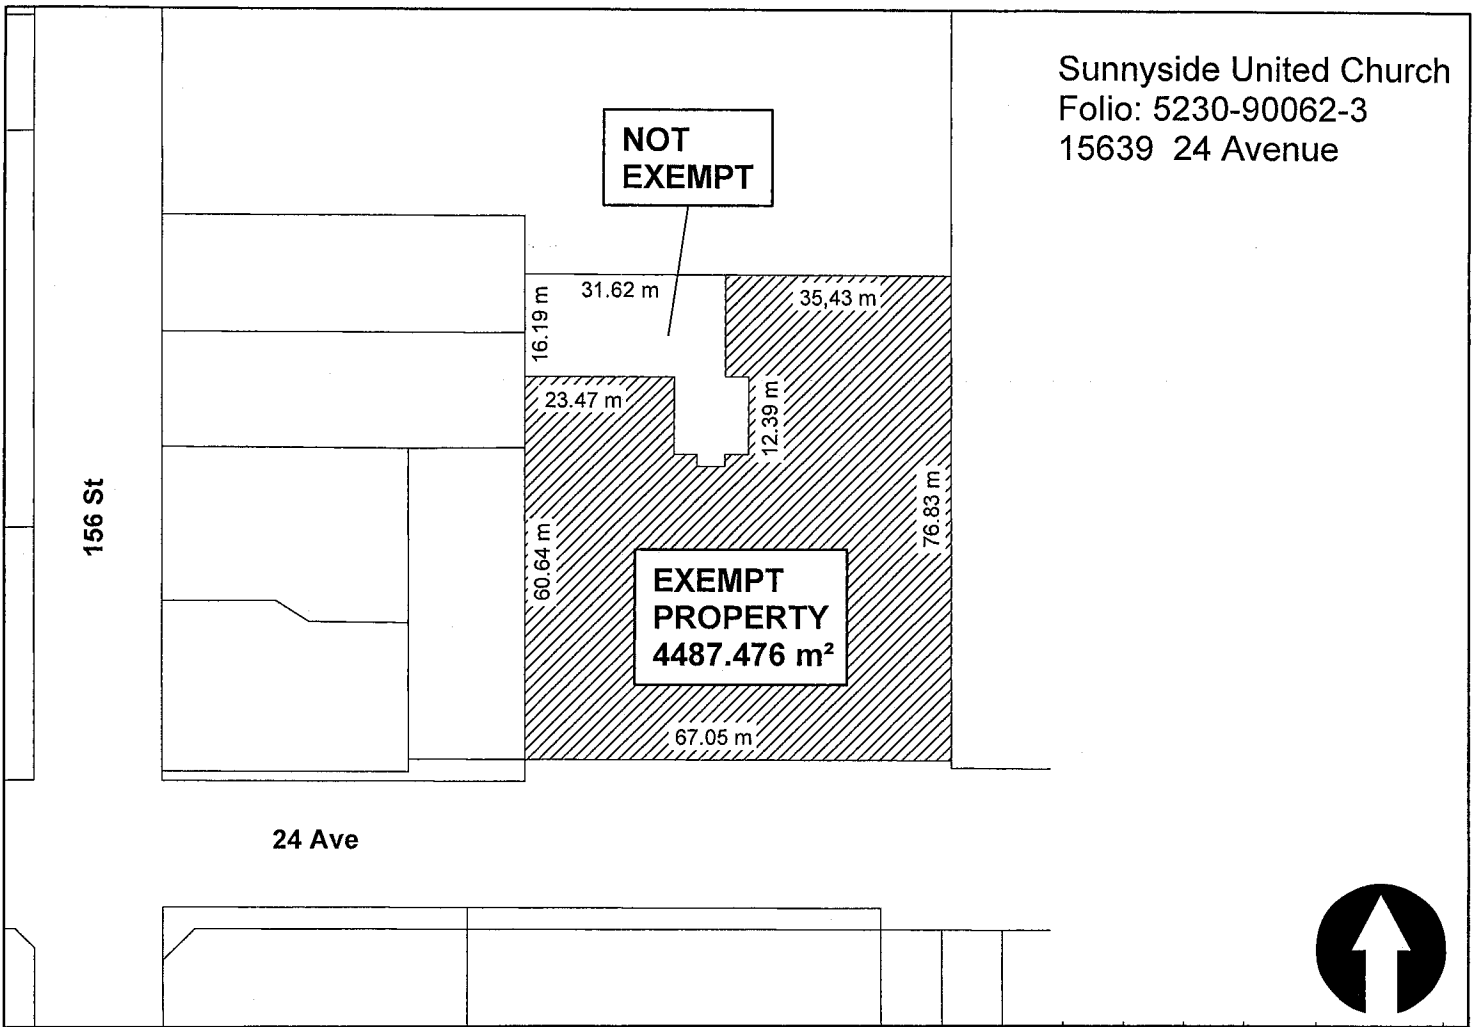 Sunnyside United Church
Folio: 5230-90062-3
15639 24 Avenue
NOT
EXEMPT
31.62 m
35,43 m
16.19 m
23.47 m
12.39 m
76.83 m
60.64 m
EXEMPT
PROPERTY
4487.476 m²
67.05 m
156 St
24 Ave